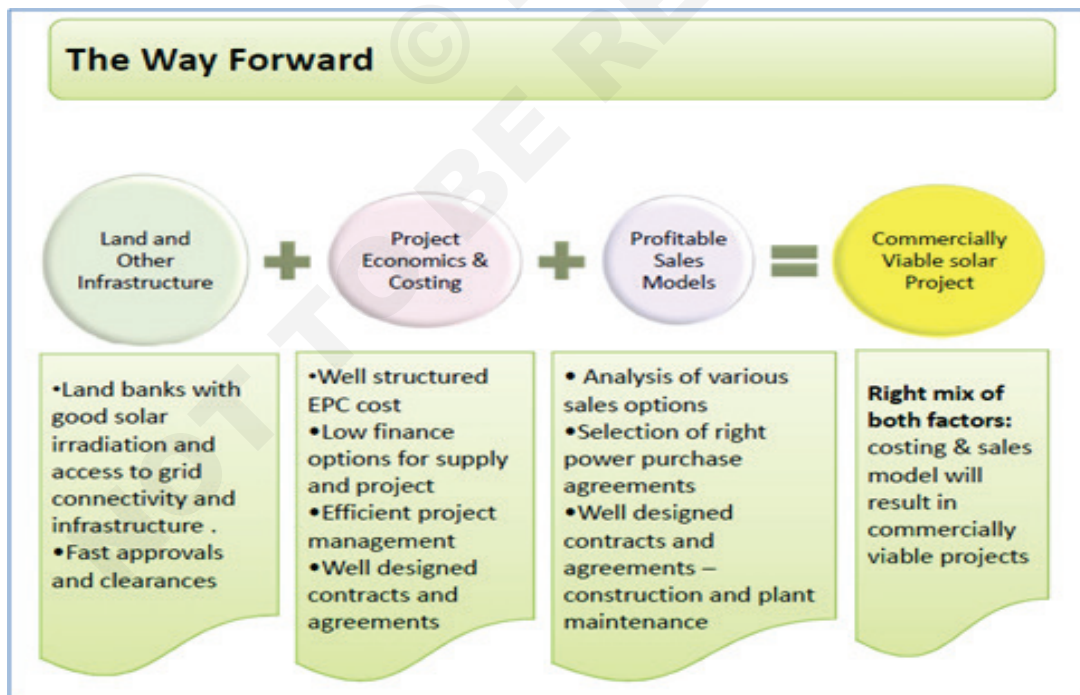 The Way Forward
Land and
Other
Infrastructure
Project
Economics &
Costing
Profitable
Sales
Models
Commercially
Viable solar
Project
•Land banks with
good solar
irradiation and
access to grid
connectivity and
infrastructure .
•Fast approvals
and clearances
•Well structured
EPC cost
•Low finance
options for supply
and project
•Efficient project
management
•Well designed
contracts and
agreements
• Analysis of various
sales options
•Selection of right
power purchase
agreements
•Well designed
contracts and
agreements –
construction and plant
maintenance
Right mix of
both factors:
costing & sales
model will
result in
commercially
viable projects
©
TO BE RE